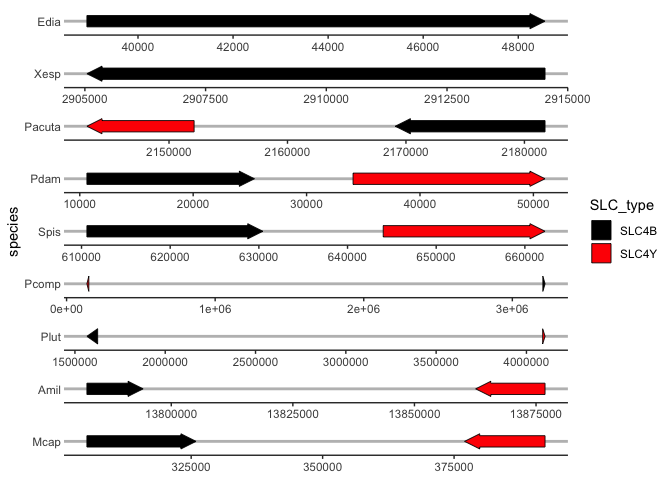 Edia
40000 42000 44000 46000 48000
Xesp
2905000 2907500 2910000 2912500 2915000
Pacuta
2150000 2160000 2170000 2180000
Pdam
10000 20000 30000 40000 50000
Spis
610000 620000 630000 640000 650000 660000
Pcomp
0e+00 1e+06 2e+06 3e+06
Plut
1500000 2000000 2500000 3000000 3500000 4000000
Amil
13800000 13825000 13850000 13875000
Mcap
325000 350000 375000
species
SLC_type
SLC4B
SLC4Y